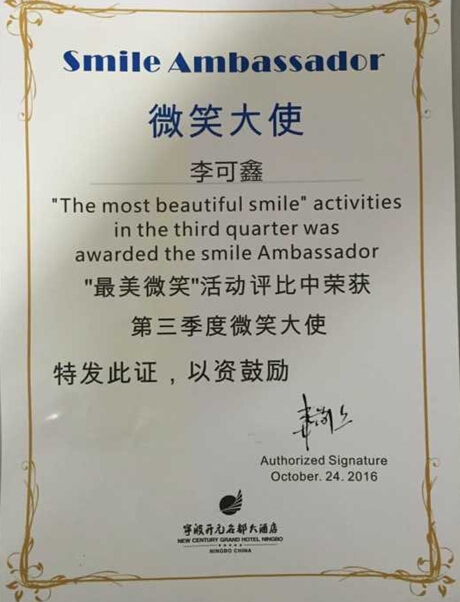 Smile Ambassador
微笑大使
李可鑫
"The most beautiful smile" activities
in the third quarter was
awarded the smile Ambassador
"最美微笑"活动评比中荣获
第三季度微笑大使
特发此证，以资鼓励
Authorized Signature
October. 24. 2016
宁波开元名都大酒店
NEW CENTURY GRAND HOTEL NINGBO
★★★★★
NINGBO CHINA